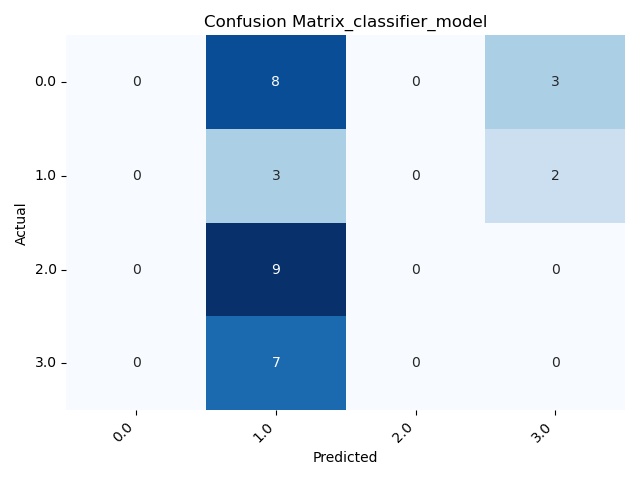 Confusion Matrix_classifier_model
Actual
0.0 0 8 0 3
1.0 0 3 0 2
2.0 0 9 0 0
3.0 0 7 0 0
0.0 1.0 2.0 3.0
Predicted